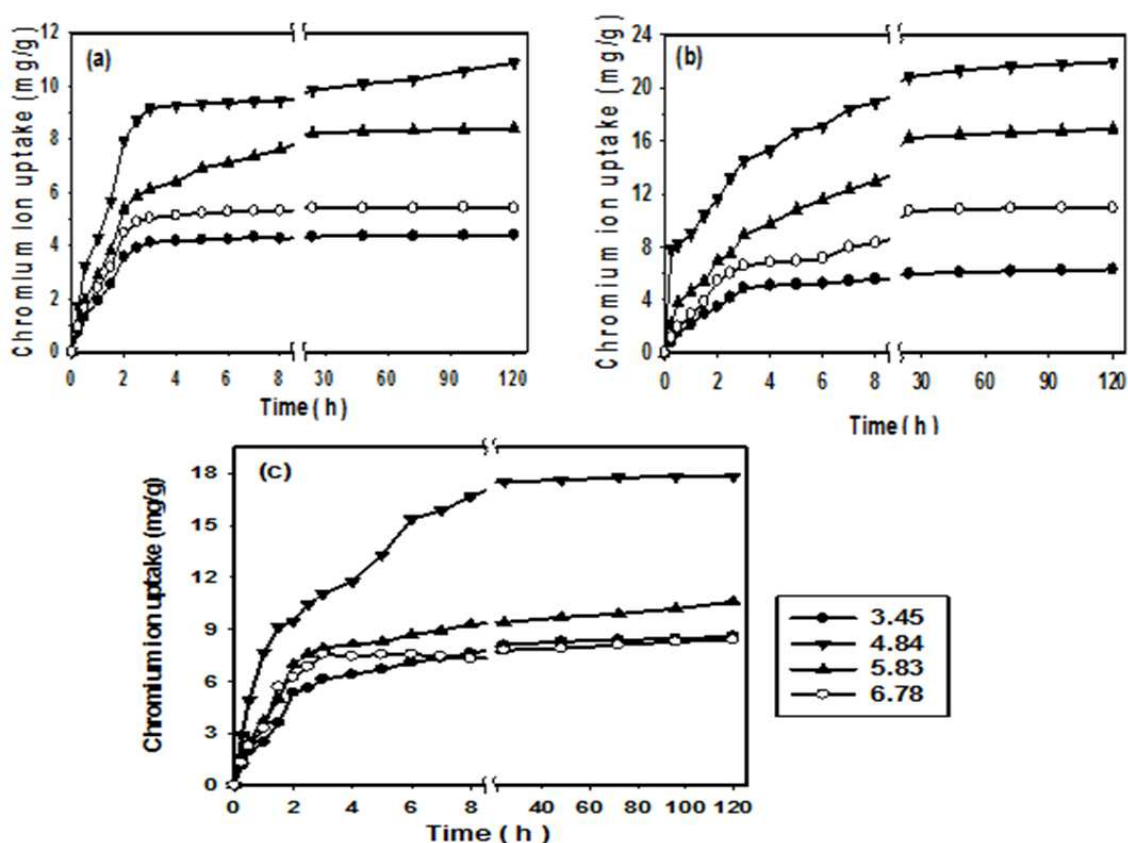 (a)
Chromium ion uptake (mg/g)
12
10
8
6
4
2
0
0 2 4 6 8 30 60 90 120
Time ( h )
(b)
Chromium ion uptake (mg/g)
24
20
16
12
8
4
0
0 2 4 6 8 30 60 90 120
Time ( h )
(c)
Chromium ion uptake (mg/g)
18
15
12
9
6
3
0
0 2 4 6 8 40 60 80 100 120
Time ( h )
3.45
4.84
5.83
6.78